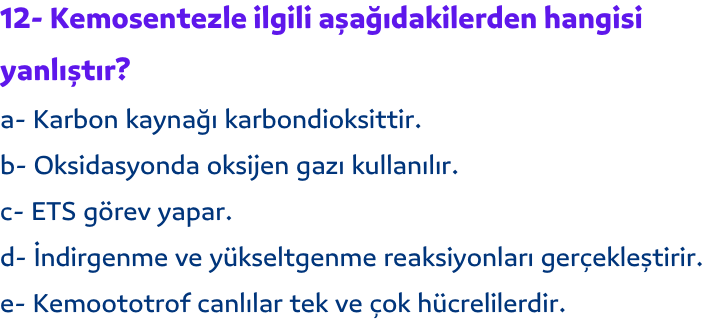 12- Kemosentezle ilgili aşağıdakilerden hangisi
yanlıştır?
a- Karbon kaynağı karbondioksittir.
b- Oksidasyonda oksijen gazı kullanılır.
c- ETS görev yapar.
d- İndirgenme ve yükseltgenme reaksiyonları gerçekleştirir.
e- Kemoototrof canlılar tek ve çok hücrelilerdir.